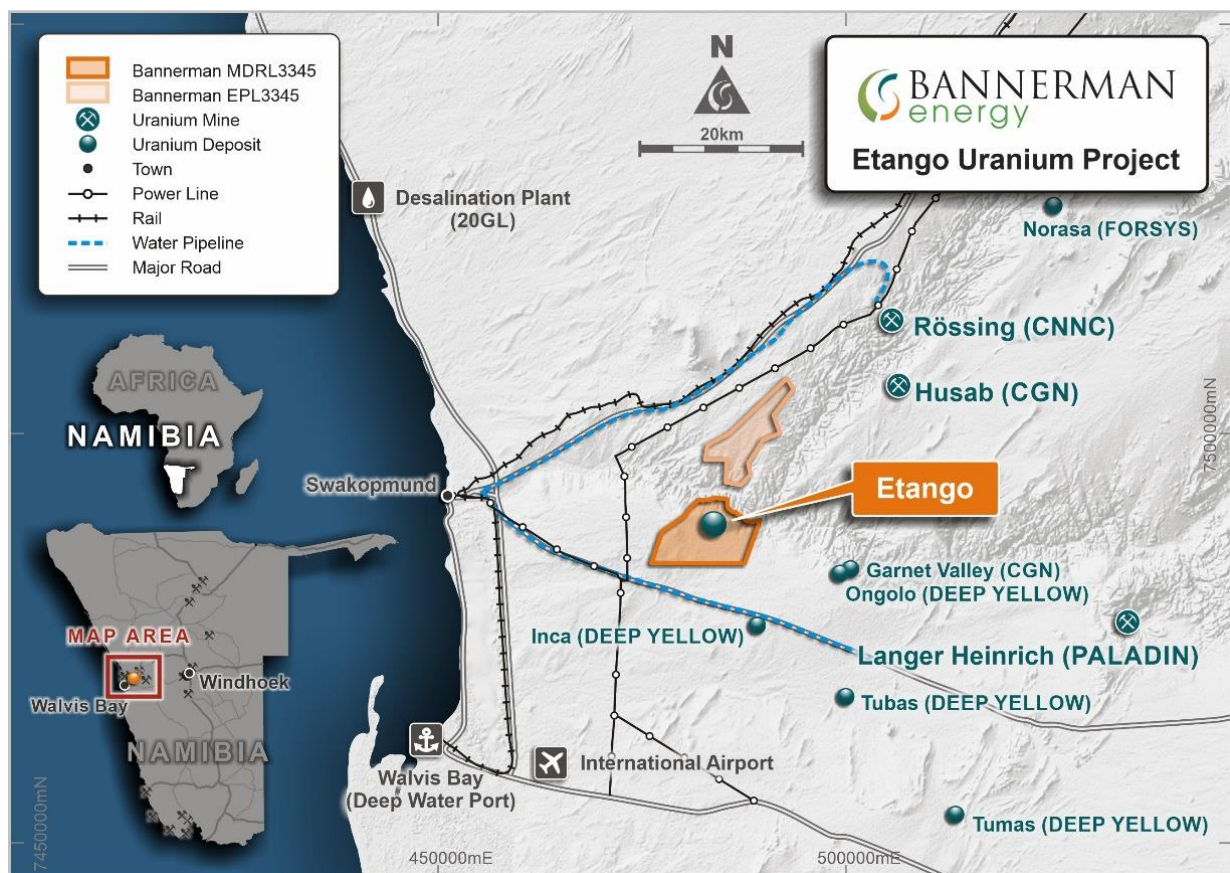 Bannerman MDRL3345
Bannerman EPL3345
Uranium Mine
Uranium Deposit
Town
Power Line
Rail
Water Pipeline
Major Road
N
20km
BANNERMAN
energy
Etango Uranium Project
Desalination Plant
(20GL)
Norasa (FORSYS)
Rössing (CNNC)
Husab (CGN)
7500000mN
AFRICA
NAMIBIA
Swakopmund
Etango
Garnet Valley (CGN)
Ongolo (DEEP YELLOW)
Inca (DEEP YELLOW)
Langer Heinrich (PALADIN)
Tubas (DEEP YELLOW)
MAP AREA
Windhoek
Walvis Bay
NAMIBIA
Walvis Bay
(Deep Water Port)
International Airport
Tumas (DEEP YELLOW)
7450000mN
450000mE
500000mE